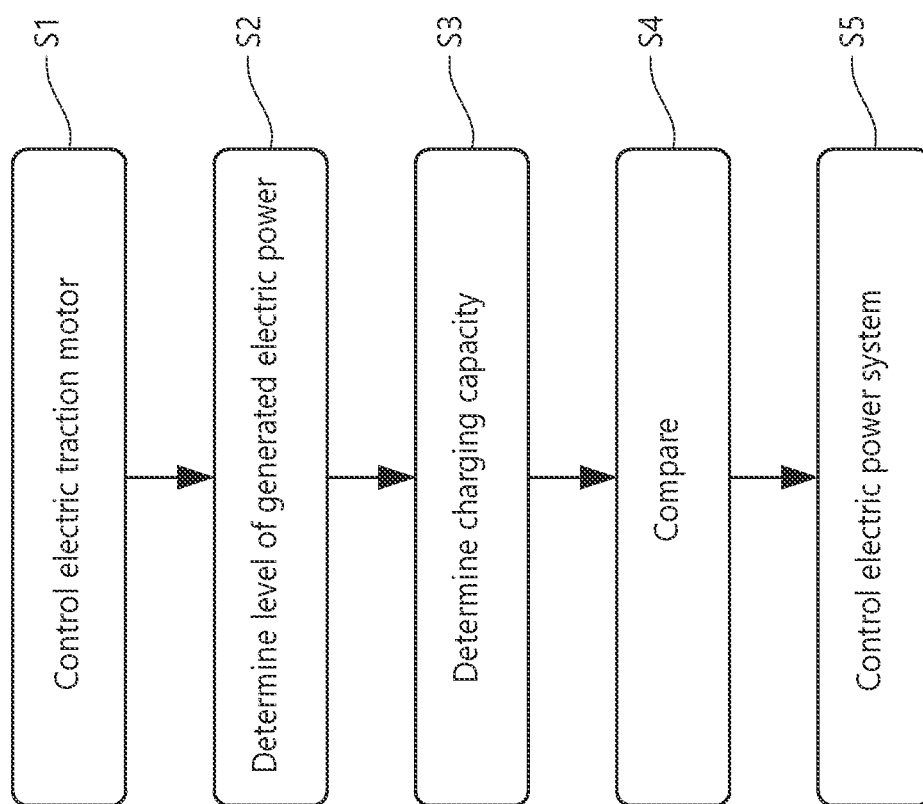 Control electric traction motor
S1
Determine level of generated electric power
S2
Determine charging capacity
S3
Compare
S4
Control electric power system
S5